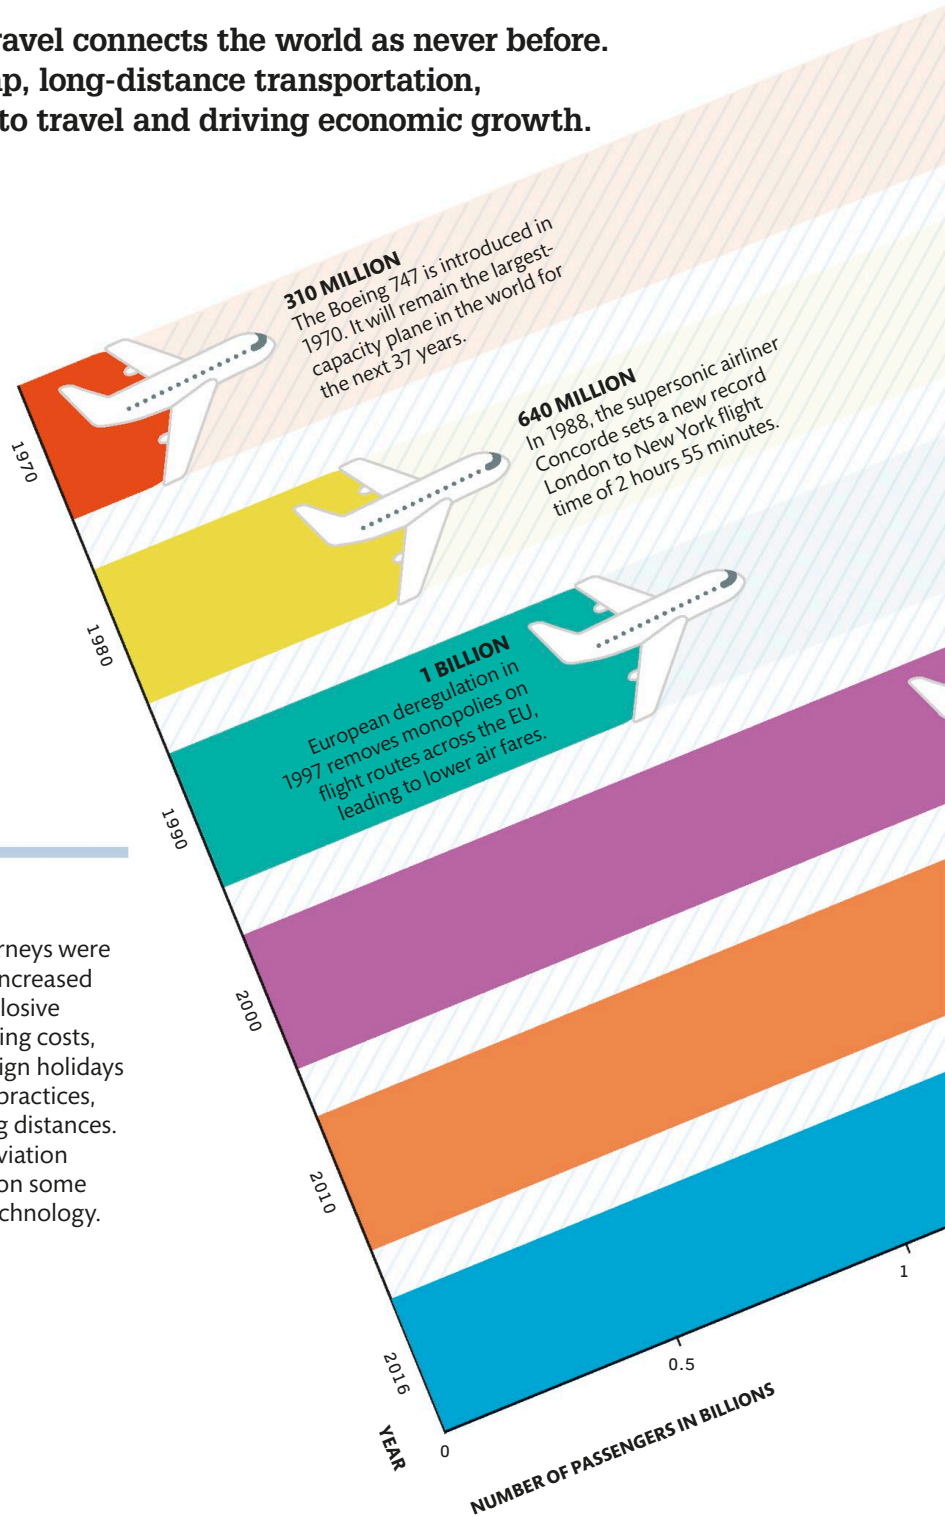 ravel connects the world as never before.
p, long-distance transportation,
to travel and driving economic growth.
310 MILLION
The Boeing 747 is introduced in
1970. It will remain the largest-
capacity plane in the world for
the next 37 years.
640 MILLION
In 1988, the supersonic airliner
Concorde sets a new record
London to New York flight
time of 2 hours 55 minutes.
1 BILLION
European deregulation in
1997 removes monopolies on
flight routes across the EU,
leading to lower air fares.
1970
1980
1990
2000
2010
2016
YEAR
rneys were
ncreased
losive
ing costs,
ign holidays
practices,
g distances.
viation
on some
chnology.
0
0.5
1
NUMBER OF PASSENGERS IN BILLIONS